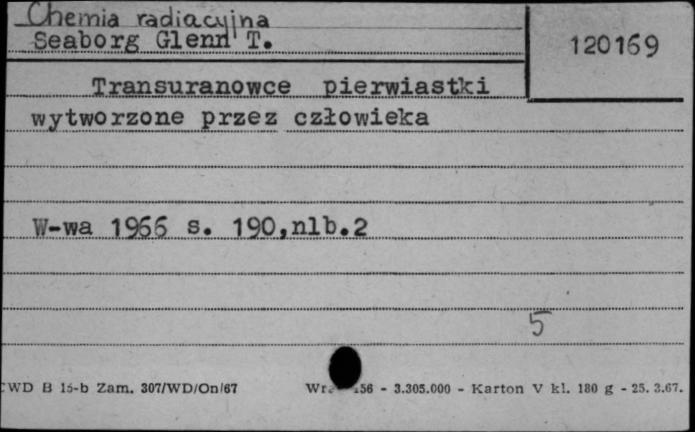 Chemia radiacyjna
Seaborg Glenn T.
120169
Transuranowce pierwiastki
wytworzone przez człowieka
W-wa 1966 s. 190,nlb.2
5
WD B 15-b Zam. 307/WD/On/67
56 - 3.305.000 - Karton V kl. 180 g - 25. 3.67.